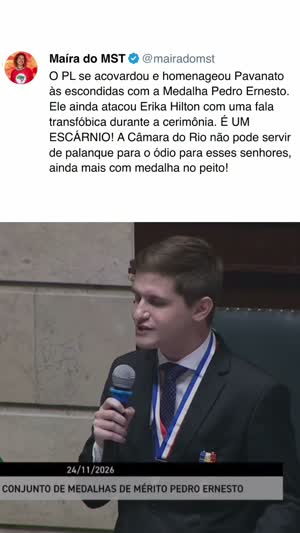 Maíra do MST @mairadomst
O PL se acovardou e homenageou Pavanato
às escondidas com a Medalha Pedro Ernesto.
Ele ainda atacou Erika Hilton com uma fala
transfóbica durante a cerimônia. É UM
ESCÁRNIO! A Câmara do Rio não pode servir
de palanque para o ódio para esses senhores,
ainda mais com medalha no peito!
24/11/2026
CONJUNTO DE MEDALHAS DE MÉRITO PEDRO ERNESTO